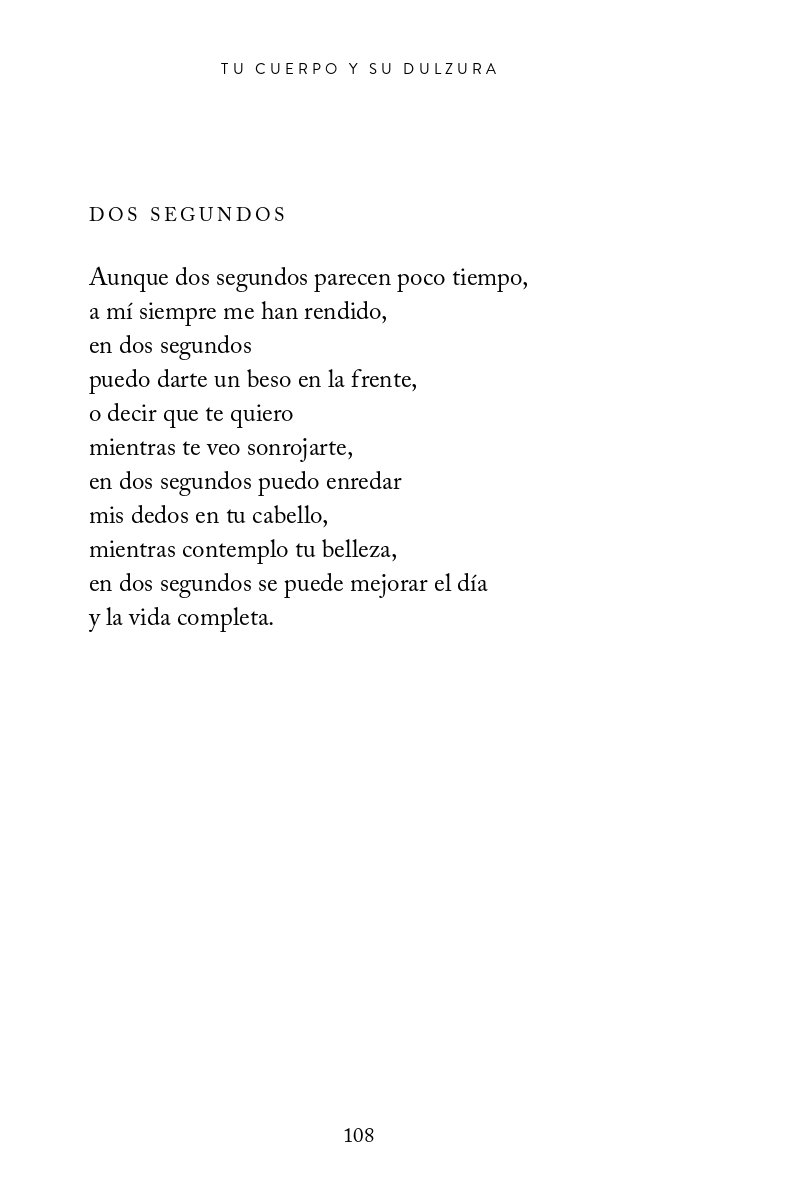 TU CUERPO Y SU DULZURA
DOS SEGUNDOS
Aunque dos segundos parecen poco tiempo,
a mí siempre me han rendido,
en dos segundos
puedo darte un beso en la frente,
o decir que te quiero
mientras te veo sonrojarte,
en dos segundos puedo enredar
mis dedos en tu cabello,
mientras contemplo tu belleza,
en dos segundos se puede mejorar el día
y la vida completa.
108